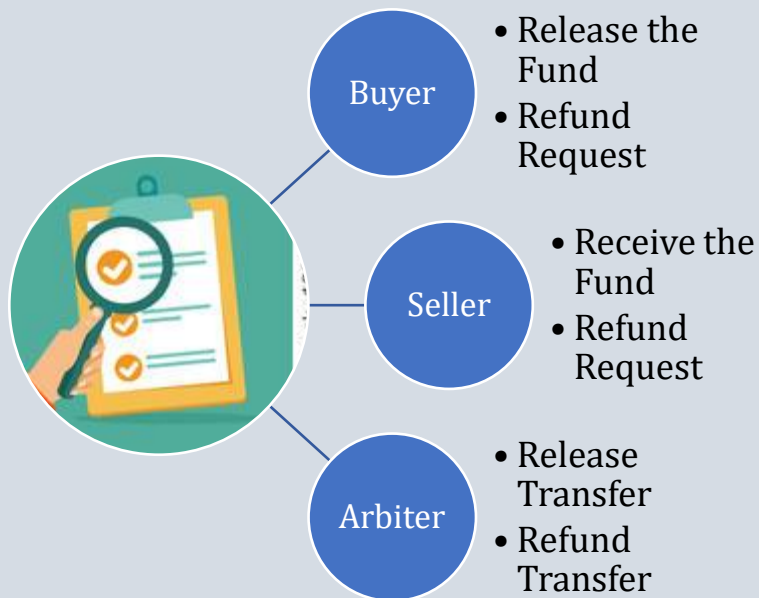 Buyer
• Release the
Fund
• Refund
Request
Seller
• Receive the
Fund
• Refund
Request
Arbiter
• Release
Transfer
• Refund
Transfer